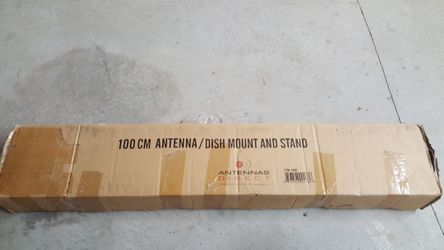 100 CM ANTENNA/DISH MOUNT AND STAND
ANTENNAS
DIRECT